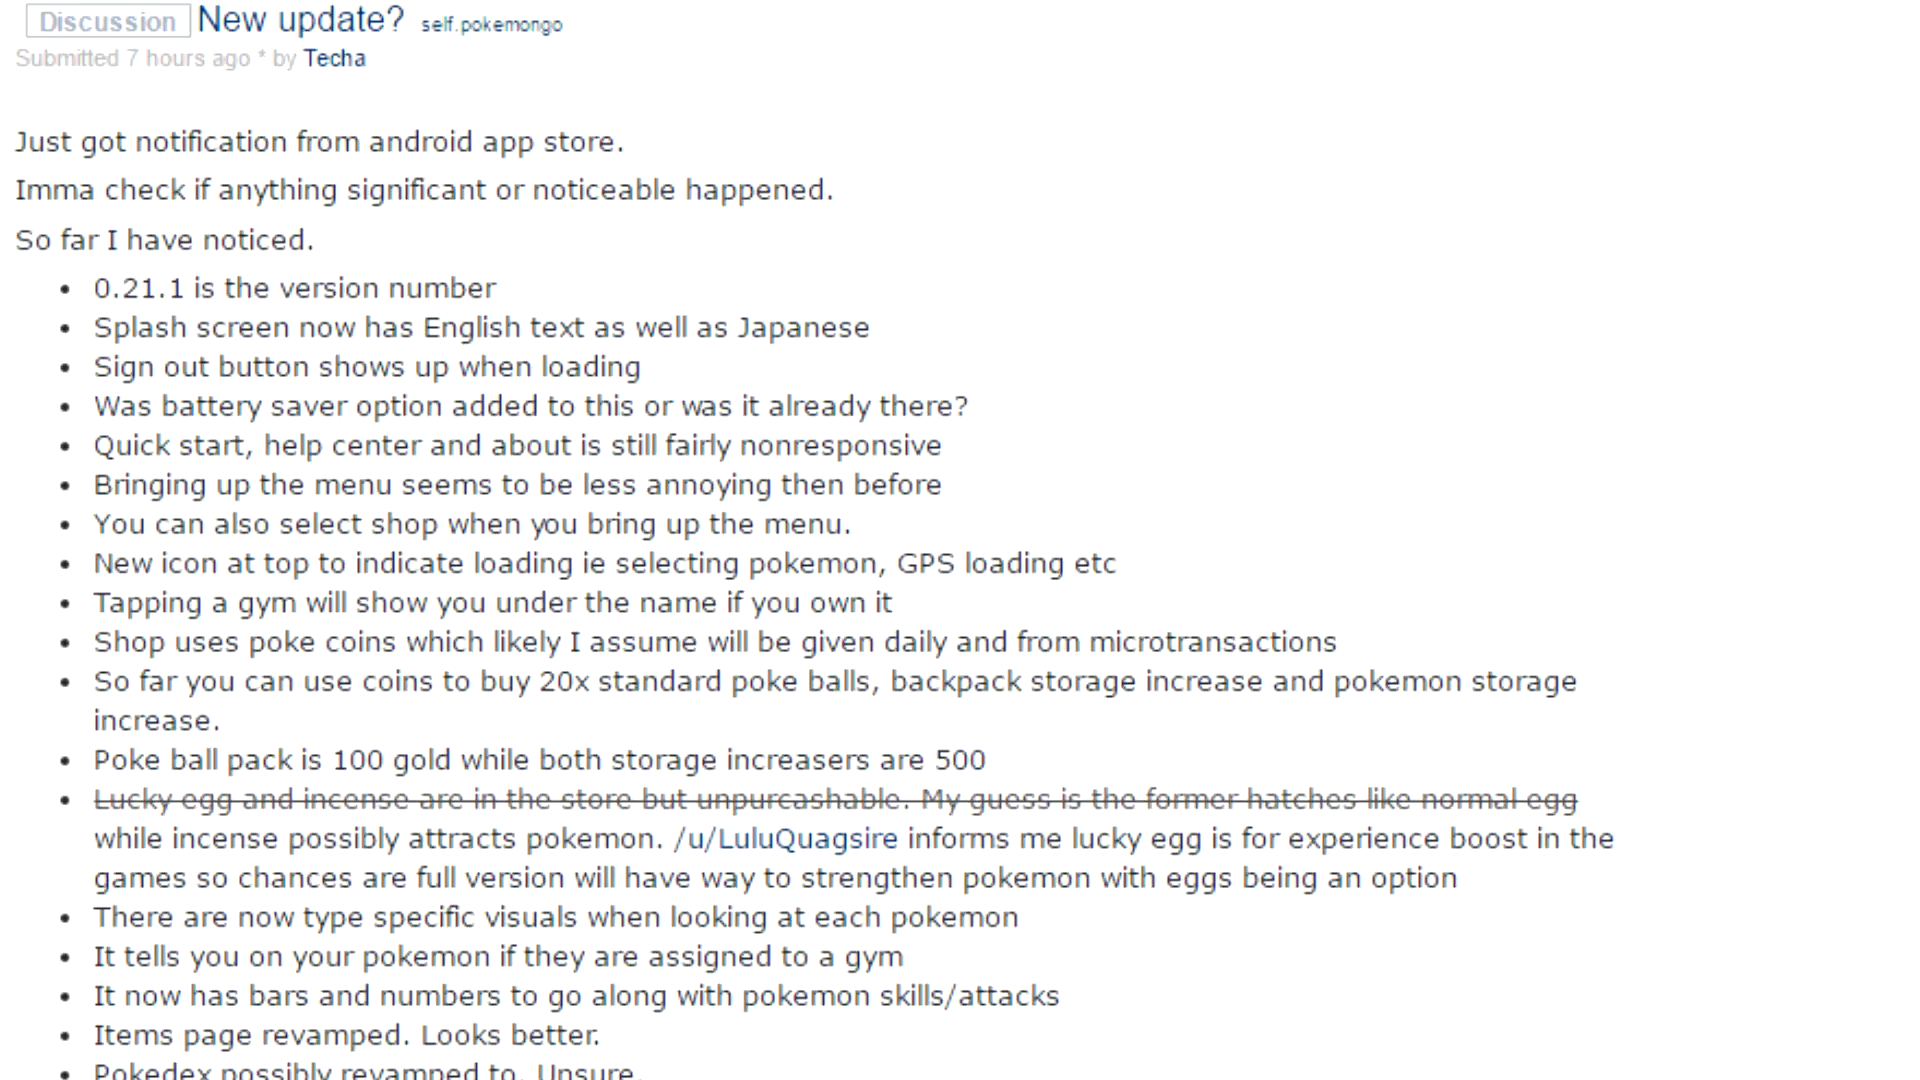 Discussion New update? self.pokemongo
Submitted 7 hours ago * by Techa
Just got notification from android app store.
Imma check if anything significant or noticeable happened.
So far I have noticed.
• 0.21.1 is the version number
• Splash screen now has English text as well as Japanese
• Sign out button shows up when loading
• Was battery saver option added to this or was it already there?
• Quick start, help center and about is still fairly nonresponsive
• Bringing up the menu seems to be less annoying then before
• You can also select shop when you bring up the menu.
• New icon at top to indicate loading ie selecting pokemon, GPS loading etc
• Tapping a gym will show you under the name if you own it
• Shop uses poke coins which likely I assume will be given daily and from microtransactions
• So far you can use coins to buy 20x standard poke balls, backpack storage increase and pokemon storage
increase.
• Poke ball pack is 100 gold while both storage increasers are 500
• Lucky egg and incense are in the store but unpurcashable. My guess is the former hatches like normal egg
while incense possibly attracts pokemon. /u/LuluQuagsire informs me lucky egg is for experience boost in the
games so chances are full version will have way to strengthen pokemon with eggs being an option
• There are now type specific visuals when looking at each pokemon
• It tells you on your pokemon if they are assigned to a gym
• It now has bars and numbers to go along with pokemon skills/attacks
• Items page revamped. Looks better.
• Pokedex possibly revamped to. Unsure.